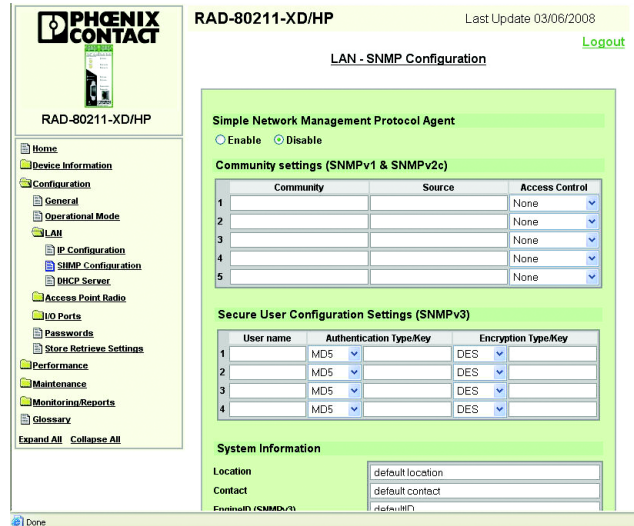 PHŒNIX
CONTACT
RAD-80211-XD/HP
RAD-80211-XD/HP
Last Update 03/06/2008
Logout
LAN - SNMP Configuration
Home
Device Information
Configuration
General
Operational Mode
LAN
IP Configuration
SNMP Configuration
DHCP Server
Access Point Radio
I/O Ports
Passwords
Store Retrieve Settings
Performance
Maintenance
Monitoring/Reports
Glossary
Expand All Collapse All
Simple Network Management Protocol Agent
Enable Disable
Community settings (SNMPv1 & SNMPv2c)
Community Source Access Control
1 None
2 None
3 None
4 None
5 None
Secure User Configuration Settings (SNMPv3)
User name Authentication Type/Key Encryption Type/Key
1 MD5 DES
2 MD5 DES
3 MD5 DES
4 MD5 DES
System Information
Location default location
Contact default contact
EngineID (SNMPv3) defaultID
Done